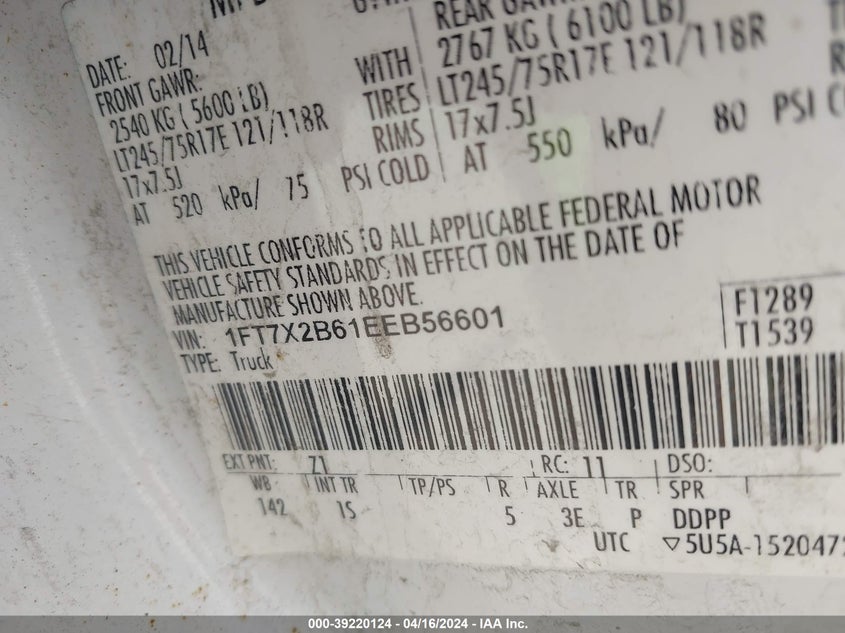 DATE: 02/14
FRONT GAWR:
2540 KG ( 5600 LB)
LT245/75R17E 121/118R
17x7.5J
AT 520 kPa/ 75 PSI COLD
WITH
TIRES
RIMS
REAR GAWR
2767 KG ( 6100 LB)
LT245/75R17E 121/118R
17x7.5J
AT 550 kPa/ 80 PSI
THIS VEHICLE CONFORMS TO ALL APPLICABLE FEDERAL MOTOR
VEHICLE SAFETY STANDARDS IN EFFECT ON THE DATE OF
MANUFACTURE SHOWN ABOVE.
VIN: 1FT7X2B61EEB56601
TYPE: Truck
F1289
T1539
EXT PNT: Z1 RC: 11 DSO:
WB INT TR TP/PS R AXLE TR SPR
142 1S 5 3E P DDPP
UTC ▽5U5A-1520472
000-39220124 - 04/16/2024 - IAA Inc.